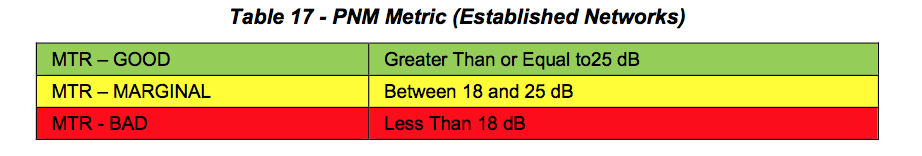 Table 17 - PNM Metric (Established Networks)
MTR – GOOD Greater Than or Equal to25 dB
MTR – MARGINAL Between 18 and 25 dB
MTR - BAD Less Than 18 dB